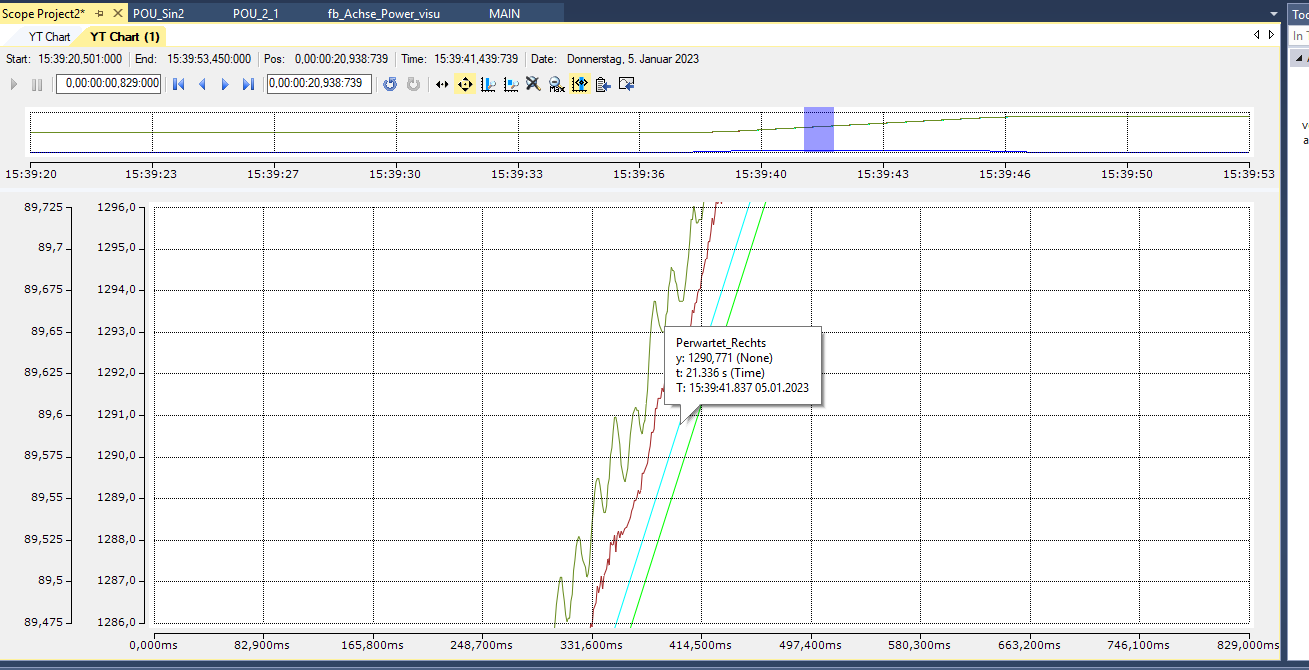 Scope Project2* POU_Sin2 POU_2_1 fb_Achse_Power_visu MAIN
Too
YT Chart YT Chart (1)
In T
Start: 15:39:20,501:000 End: 15:39:53,450:000 Pos: 0,00:00:20,938:739 Time: 15:39:41,439:739 Date: Donnerstag, 5. Januar 2023
0,00:00:00,829:000 0,00:00:20,938:739 Max
15:39:20 15:39:23 15:39:27 15:39:30 15:39:33 15:39:36 15:39:40 15:39:43 15:39:46 15:39:50 15:39:53
89,725 1296,0
89,7 1295,0
89,675 1294,0
89,65 1293,0
Perwartet_Rechts
y: 1290,771 (None)
t: 21.336 s (Time)
T: 15:39:41.837 05.01.2023
89,625 1292,0
89,6 1291,0
89,575 1290,0
89,55 1289,0
89,525 1288,0
89,5 1287,0
89,475 1286,0
0,000ms 82,900ms 165,800ms 248,700ms 331,600ms 414,500ms 497,400ms 580,300ms 663,200ms 746,100ms 829,000ms